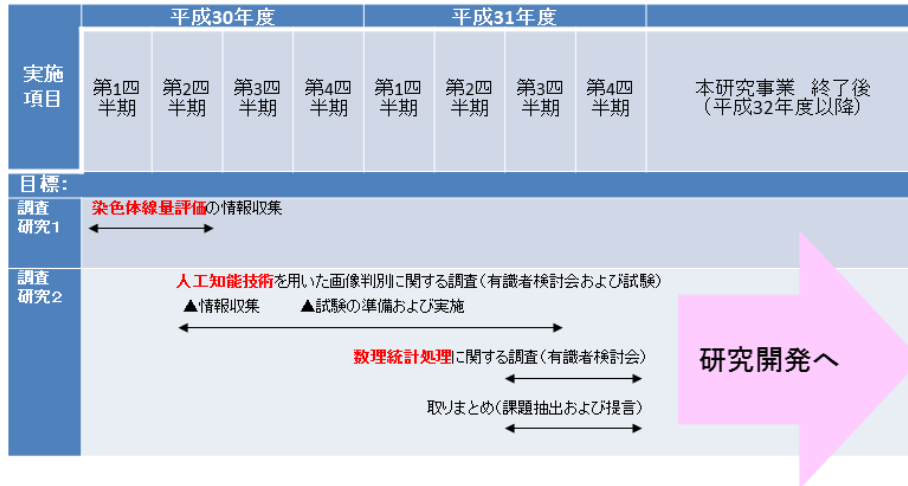 平成30年度
平成31年度
実施
項目
第1四
半期
第2四
半期
第3四
半期
第4四
半期
第1四
半期
第2四
半期
第3四
半期
第4四
半期
本研究事業　終了後
（平成32年度以降）
目標:
調査
研究1
染色体線量評価の情報収集
調査
研究2
人工知能技術を用いた画像判別に関する調査（有識者検討会および試験）
▲情報収集　▲試験の準備および実施
数理統計処理に関する調査（有識者検討会）
取りまとめ（課題抽出および提言）
研究開発へ